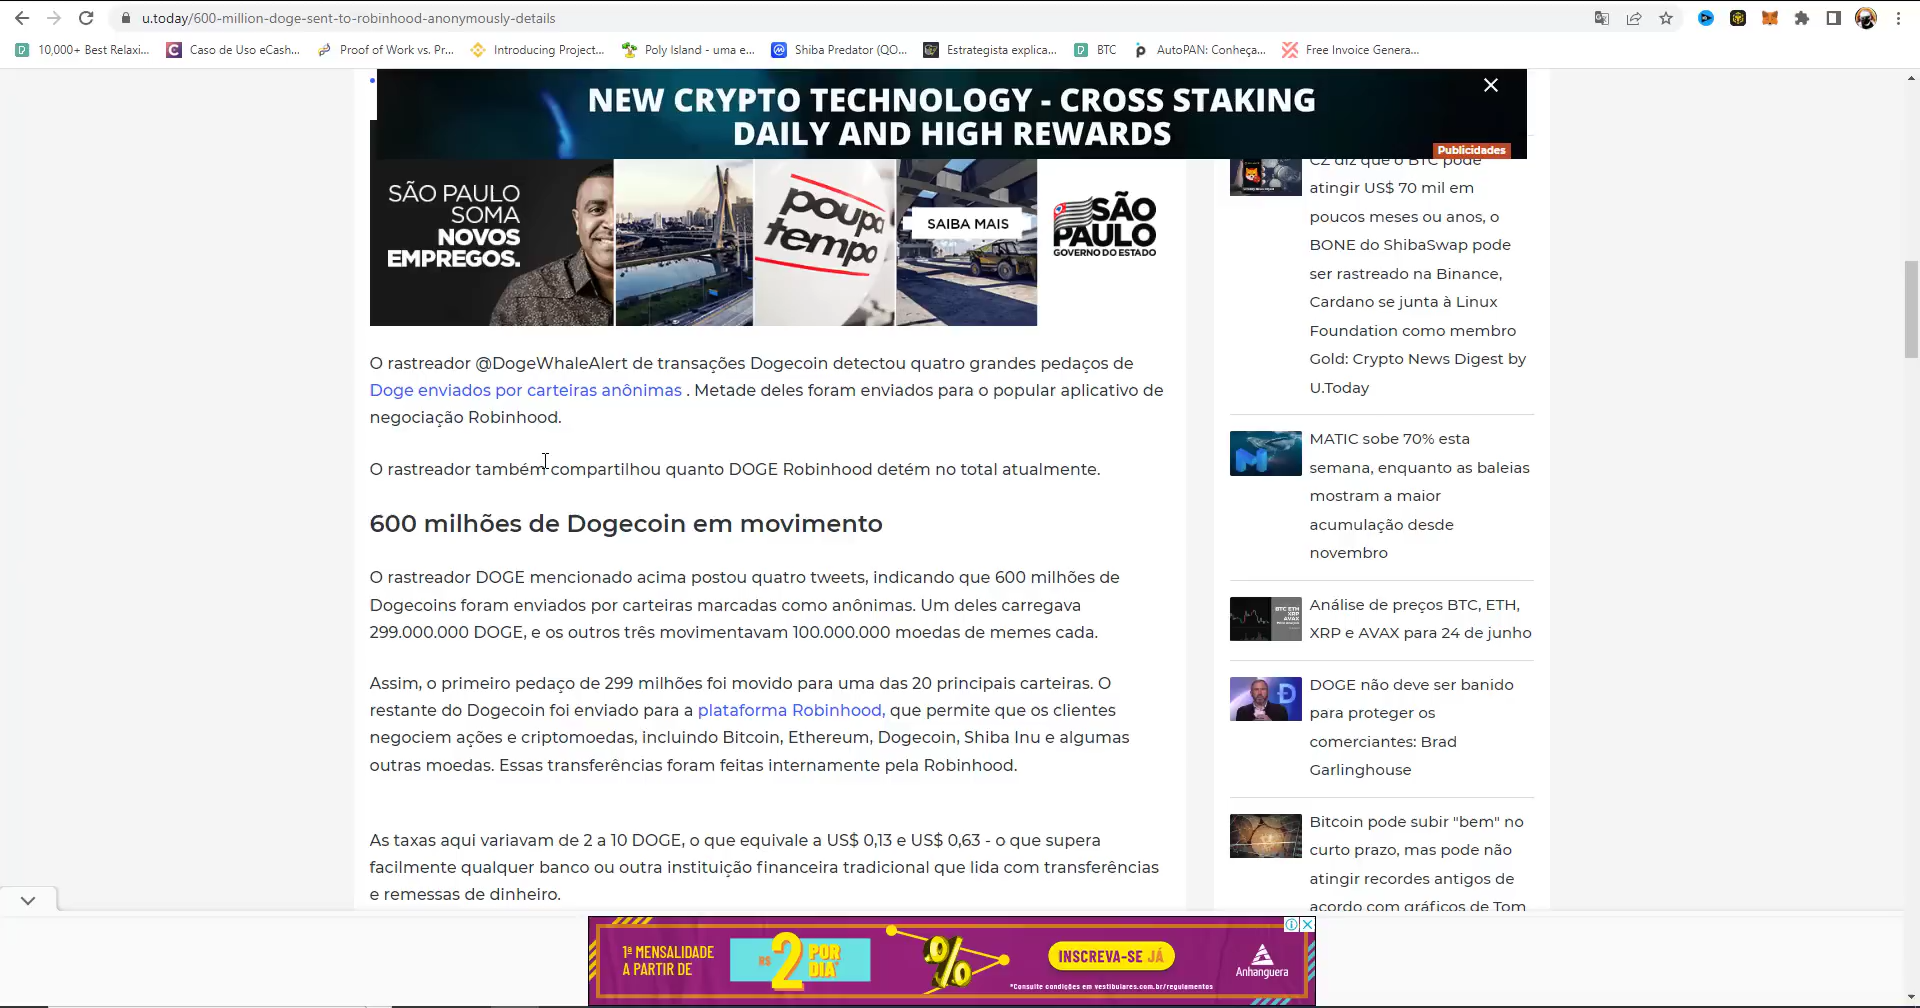 u.today/600-million-doge-sent-to-robinhood-anonymously-details
10,000+ Best Relaxi...
Caso de Uso eCash...
Proof of Work vs. Pr...
Introducing Project...
Poly Island - uma e...
Shiba Predator (QO...
Estrategista explica...
BTC
AutoPAN: Conheça...
Free Invoice Genera...
NEW CRYPTO TECHNOLOGY - CROSS STAKING
DAILY AND HIGH REWARDS
Publicidades
SÃO PAULO
SOMA
NOVOS
EMPREGOS.
poupa
tempo
SAIBA MAIS
SÃO
PAULO
GOVERNO DO ESTADO
O rastreador @DogeWhaleAlert de transações Dogecoin detectou quatro grandes pedaços de
Doge enviados por carteiras anônimas . Metade deles foram enviados para o popular aplicativo de
negociação Robinhood.
O rastreador também compartilhou quanto DOGE Robinhood detém no total atualmente.
600 milhões de Dogecoin em movimento
O rastreador DOGE mencionado acima postou quatro tweets, indicando que 600 milhões de
Dogecoins foram enviados por carteiras marcadas como anônimas. Um deles carregava
299.000.000 DOGE, e os outros três movimentavam 100.000.000 moedas de memes cada.
Assim, o primeiro pedaço de 299 milhões foi movido para uma das 20 principais carteiras. O
restante do Dogecoin foi enviado para a plataforma Robinhood, que permite que os clientes
negociem ações e criptomoedas, incluindo Bitcoin, Ethereum, Dogecoin, Shiba Inu e algumas
outras moedas. Essas transferências foram feitas internamente pela Robinhood.
As taxas aqui variavam de 2 a 10 DOGE, o que equivale a US$ 0,13 e US$ 0,63 - o que supera
facilmente qualquer banco ou outra instituição financeira tradicional que lida com transferências
e remessas de dinheiro.
CZ diz que o BTC pode
atingir US$ 70 mil em
poucos meses ou anos, o
BONE do ShibaSwap pode
ser rastreado na Binance,
Cardano se junta à Linux
Foundation como membro
Gold: Crypto News Digest by
U.Today
MATIC sobe 70% esta
semana, enquanto as baleias
mostram a maior
acumulação desde
novembro
BTC ETH
XRP
AVAX
Análise de preços BTC, ETH,
XRP e AVAX para 24 de junho
DOGE não deve ser banido
para proteger os
comerciantes: Brad
Garlinghouse
Bitcoin pode subir "bem" no
curto prazo, mas pode não
atingir recordes antigos de
acordo com gráficos de Tom
1ª MENSALIDADE
A PARTIR DE
R$ 2 POR DIA*
%
INSCREVA-SE JÁ
*Consulte condições em vestibulares.com.br/regulamentos
Anhanguera